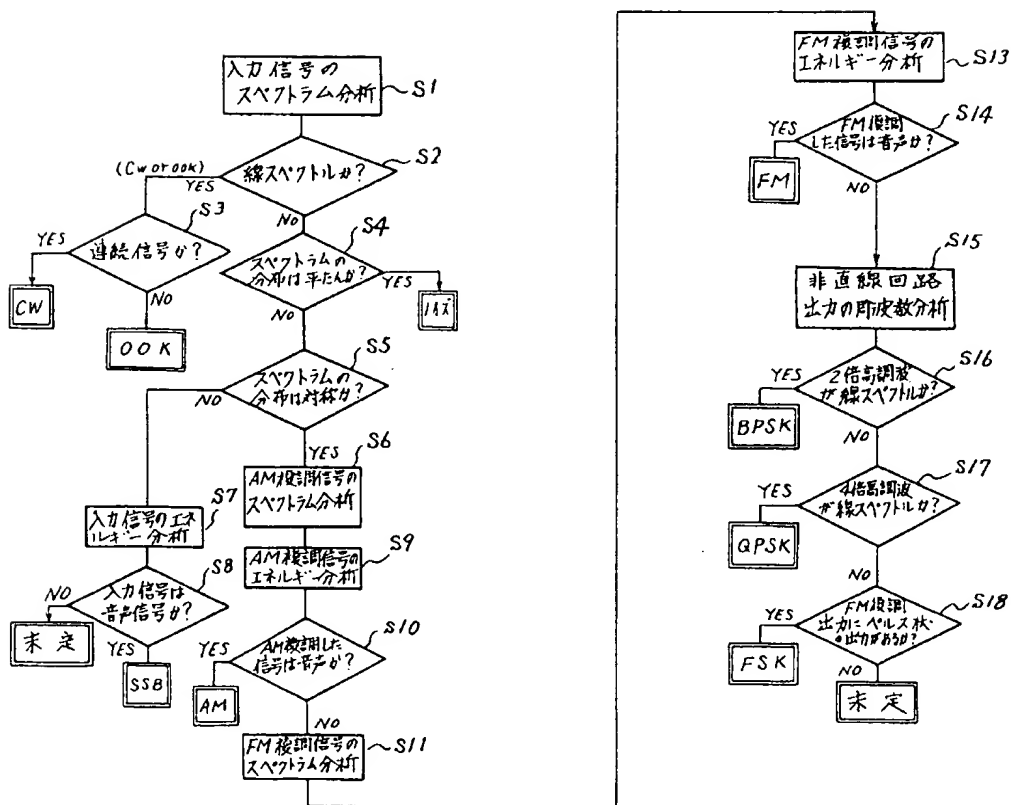 入力信号の
スペクトラム分析
S1
線スペクトルか?
S2
(CW or OOK)
YES
NO
連続信号か?
S3
YES
CW
NO
OOK
スペクトラムの
分布は平たんか?
S4
YES
ノイズ
NO
スペクトラムの
分布は対称か?
S5
NO
YES
AM復調信号の
スペクトラム分析
S6
入力信号のエネ
ルギー分析
S7
入力信号は
音声信号か?
S8
NO
未定
YES
SSB
AM復調信号の
エネルギー分析
S9
AM復調した
信号は音声か?
S10
YES
AM
NO
FM復調信号の
スペクトラム分析
S11
FM復調信号の
エネルギー分析
S13
FM復調
した信号は音声か?
S14
YES
FM
NO
非直線回路
出力の周波数分析
S15
2倍高調波
が線スペクトルか?
S16
YES
BPSK
NO
4倍高調波
が線スペクトルか?
S17
YES
QPSK
NO
FM復調
出力にパルス状
の出力があるか?
S18
YES
FSK
NO
未定